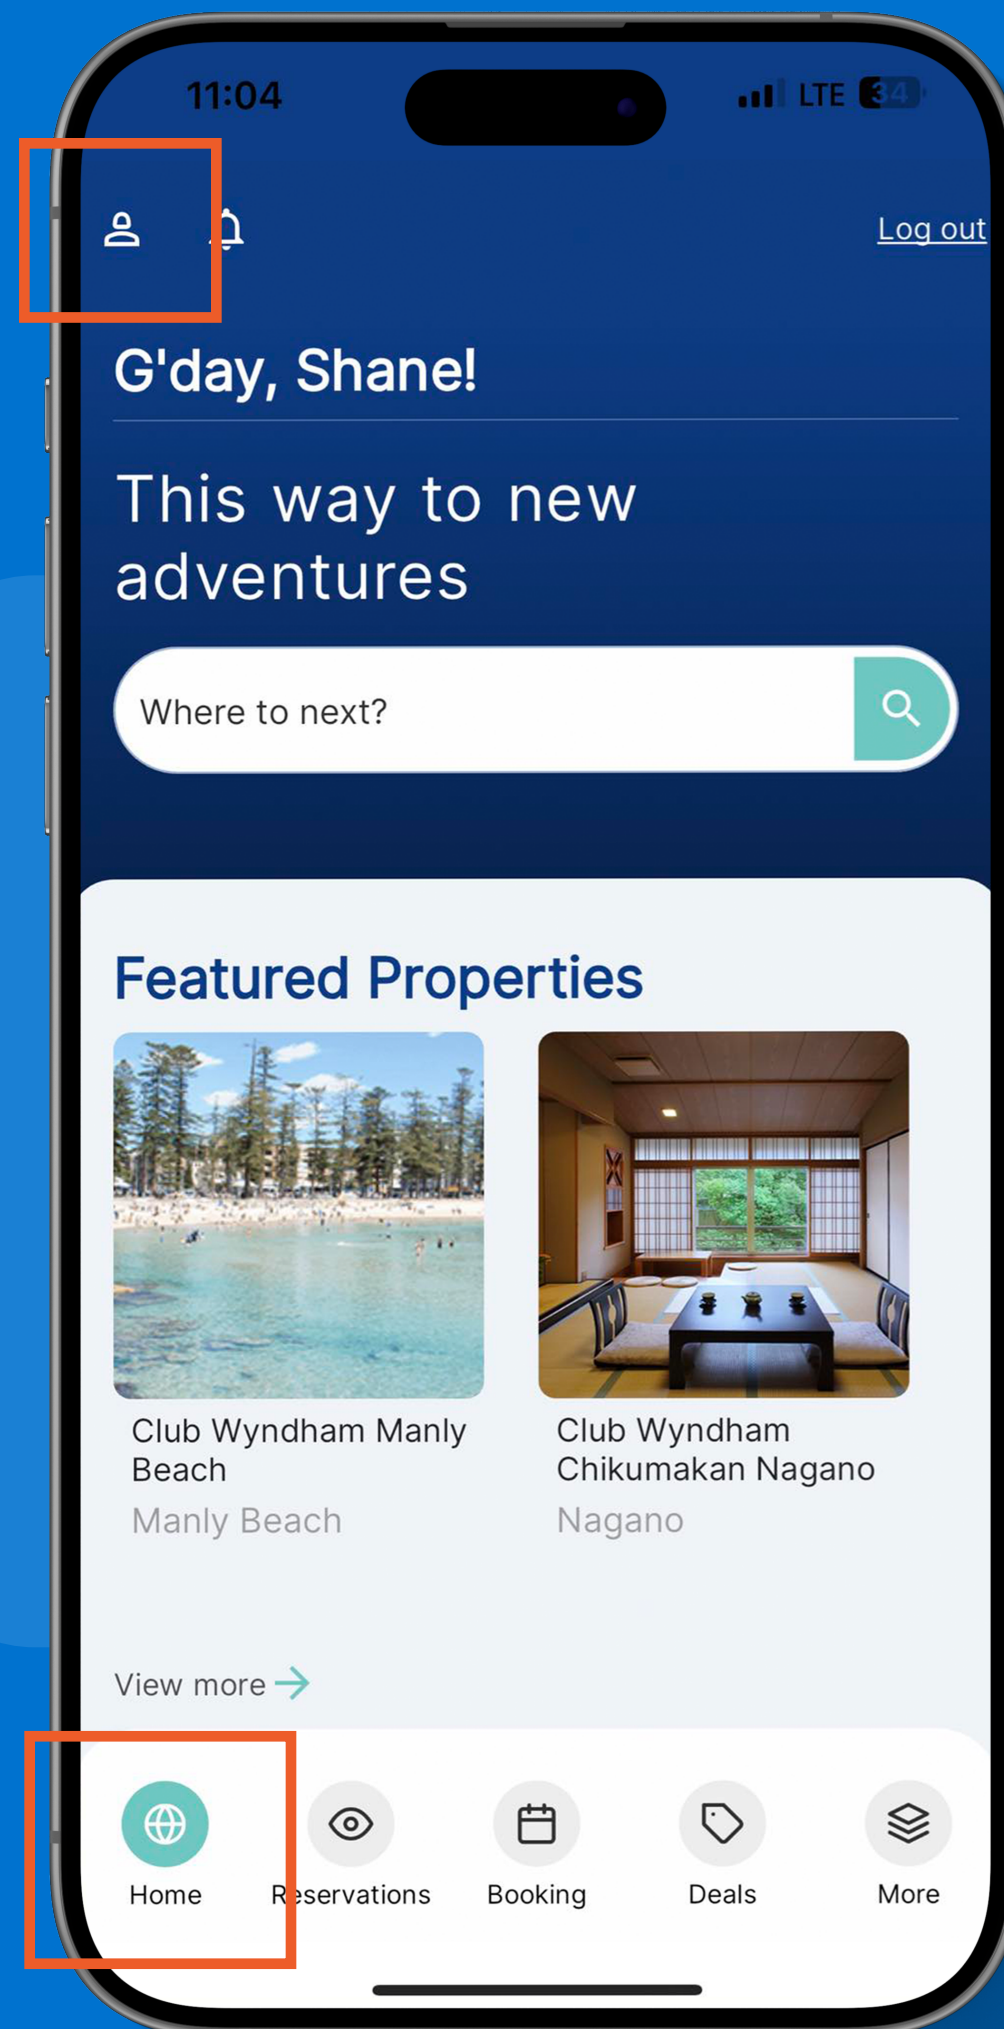 11:04
LTE 34
Log out
G'day, Shane!
This way to new
adventures
Where to next?
Featured Properties
Club Wyndham Manly
Beach
Manly Beach
Club Wyndham
Chikumakan Nagano
Nagano
View more
Home
Reservations
Booking
Deals
More